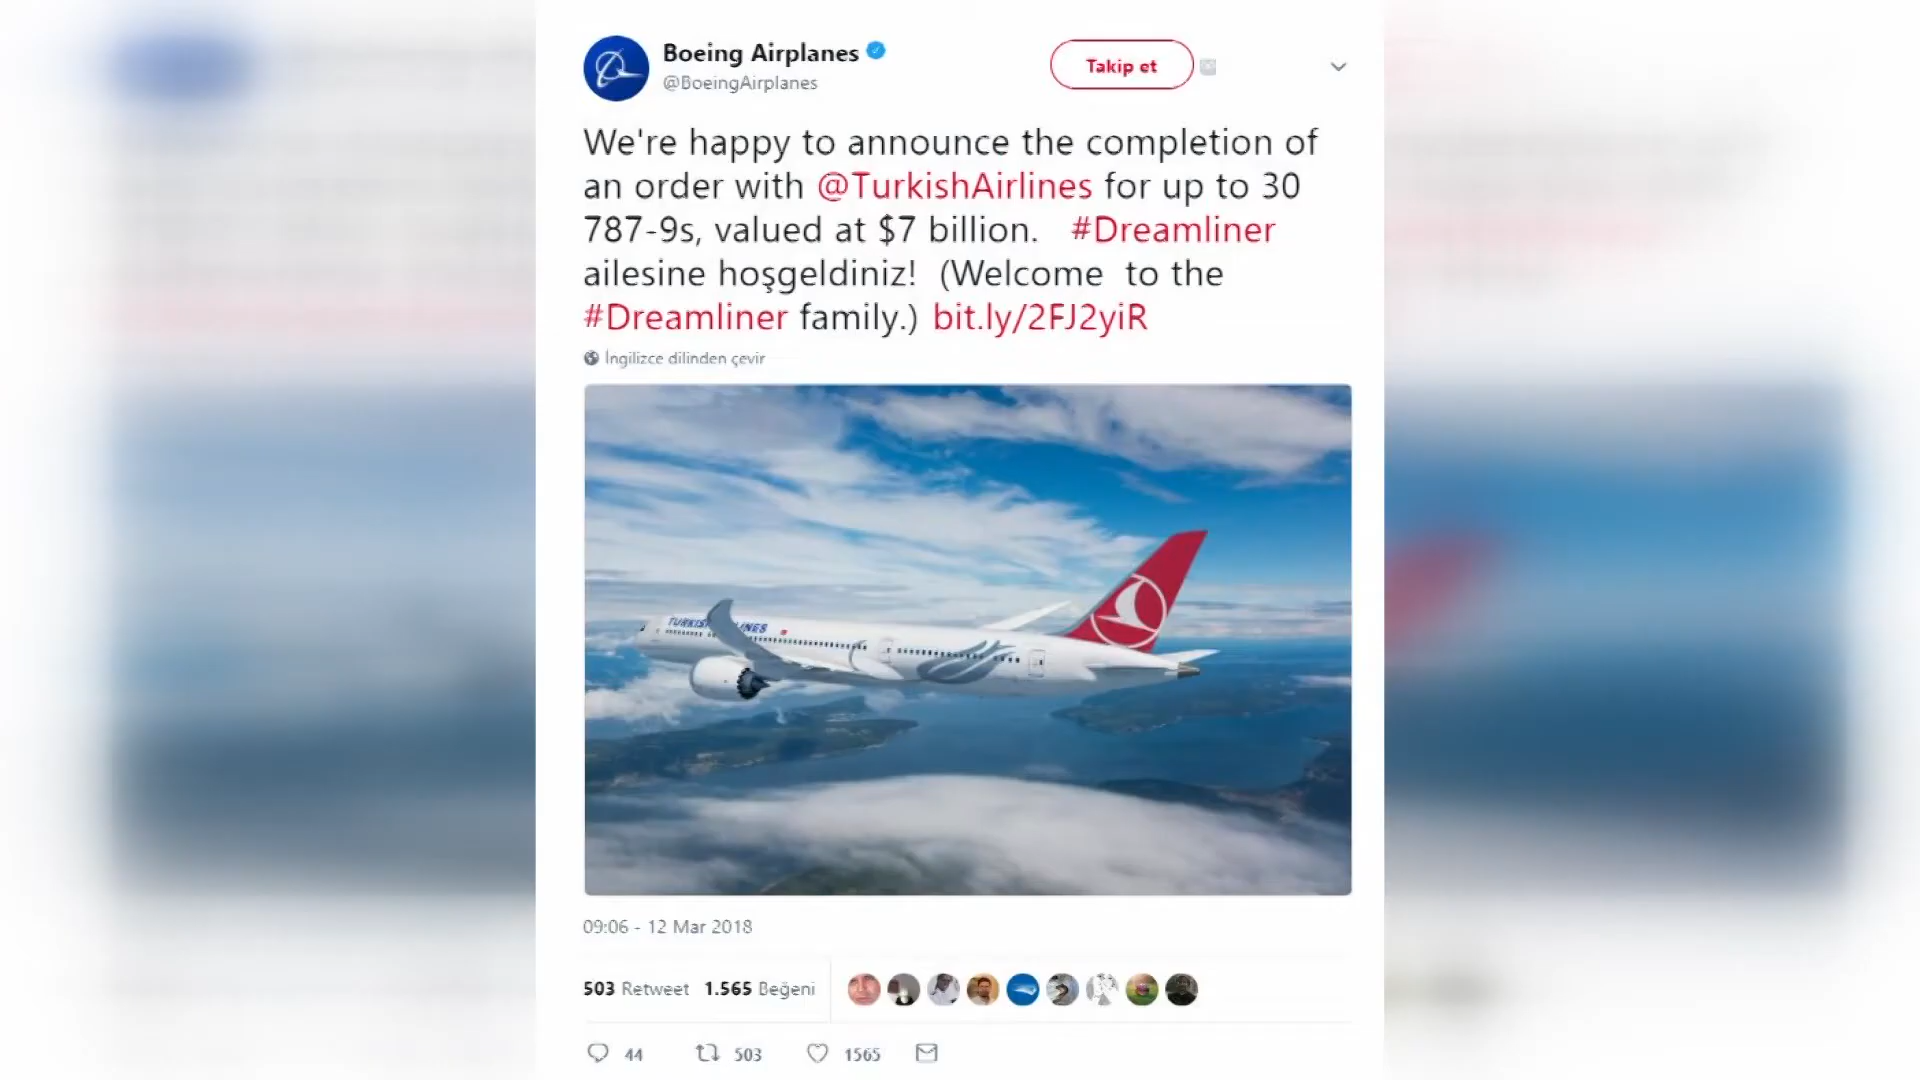 Boeing Airplanes
@BoeingAirplanes
Takip et
We're happy to announce the completion of
an order with @TurkishAirlines for up to 30
787-9s, valued at $7 billion. #Dreamliner
ailesine hoşgeldiniz! (Welcome to the
#Dreamliner family.) bit.ly/2FJ2yiR
İngilizce dilinden çevir
09:06 - 12 Mar 2018
503 Retweet 1.565 Beğeni
44 503 1565